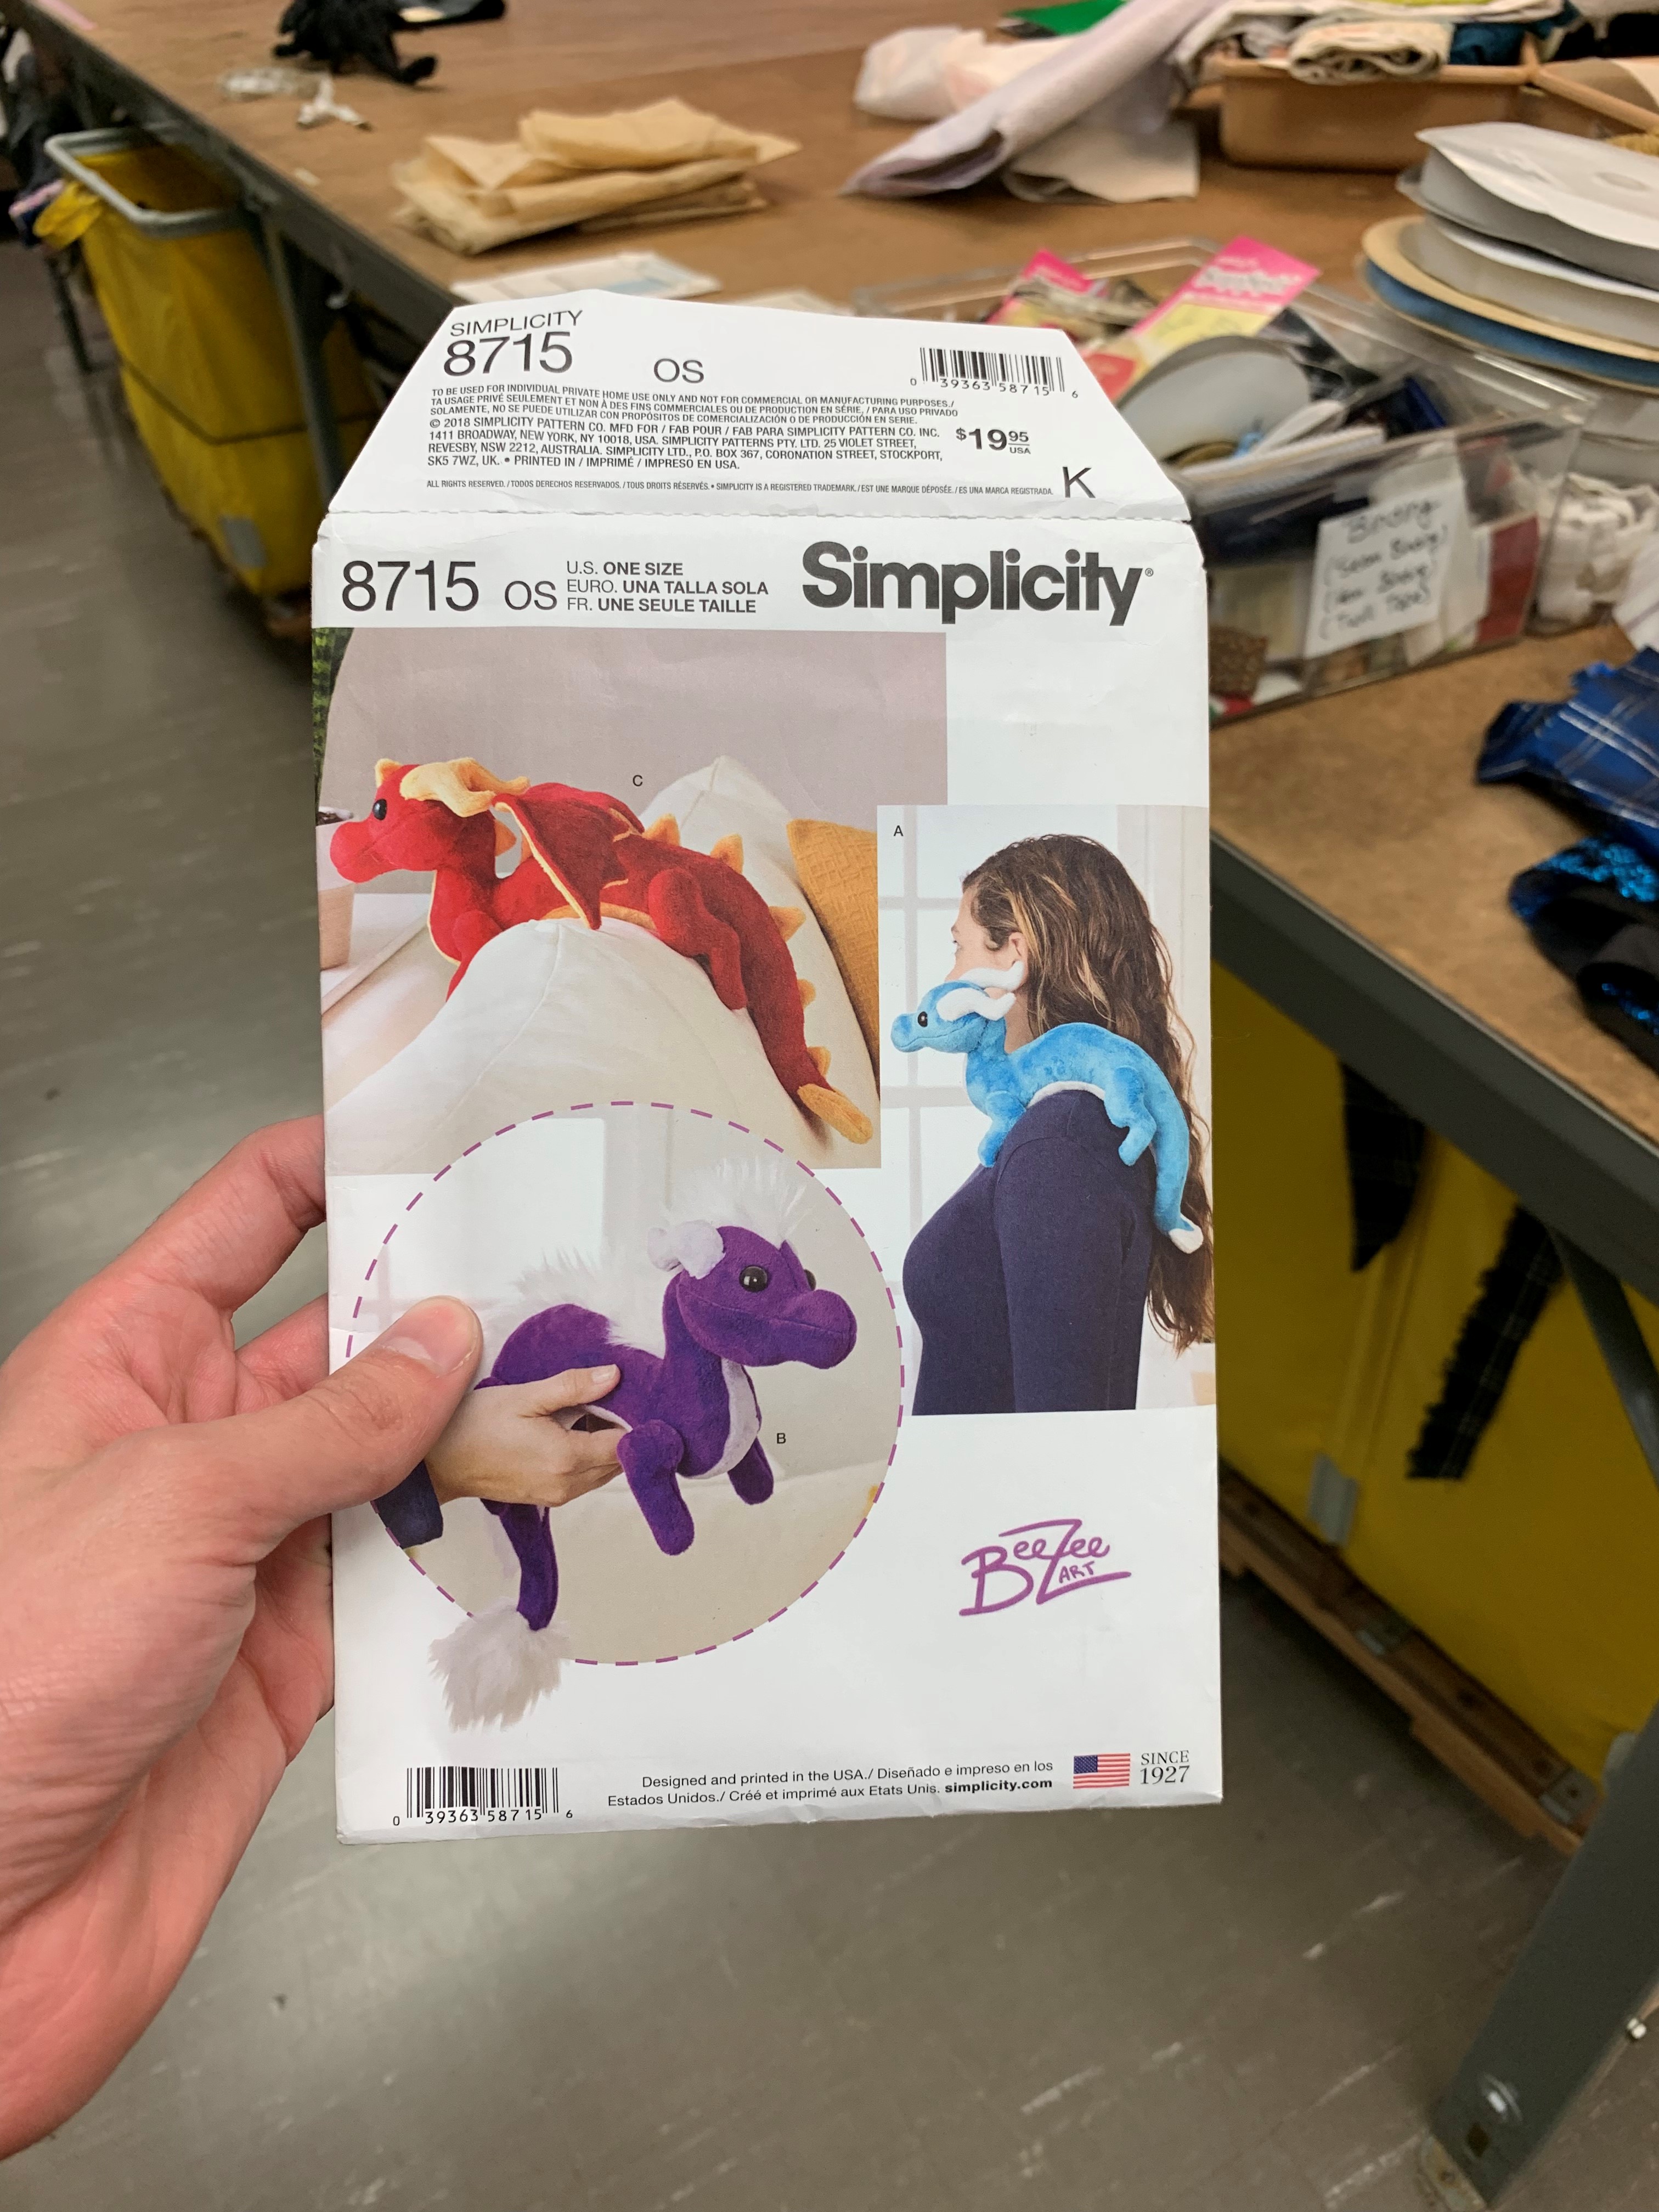 SIMPLICITY
8715
OS
0 39363 58715 6
TO BE USED FOR INDIVIDUAL PRIVATE HOME USE ONLY AND NOT FOR COMMERCIAL OR MANUFACTURING PURPOSES./
TA USAGE PRIVÉ SEULEMENT ET NON À DES FINS COMMERCIALES OU DE PRODUCTION EN SÉRIE. / PARA USO PRIVADO
SOLAMENTE, NO SE PUEDE UTILIZAR CON PROPÓSITOS DE COMERCIALIZACIÓN O DE PRODUCCIÓN EN SERIE.
© 2018 SIMPLICITY PATTERN CO. MFD FOR / FAB POUR / FAB PARA SIMPLICITY PATTERN CO. INC.
1411 BROADWAY, NEW YORK, NY 10018, USA. SIMPLICITY PATTERNS PTY. LTD. 25 VIOLET STREET,
REVESBY, NSW 2212, AUSTRALIA. SIMPLICITY LTD., P.O. BOX 367, CORONATION STREET, STOCKPORT,
SK5 7WZ, UK. • PRINTED IN / IMPRIMÉ / IMPRESO EN USA.
$19 95
USA
K
ALL RIGHTS RESERVED. / TODOS DERECHOS RESERVADOS. / TOUS DROITS RÉSERVÉS. • SIMPLICITY IS A REGISTERED TRADEMARK. / EST UNE MARQUE DÉPOSÉE. / ES UNA MARCA REGISTRADA.
8715 OS
U.S. ONE SIZE
EURO. UNA TALLA SOLA
FR. UNE SEULE TAILLE
Simplicity®
C
A
B
BeeZee
ART
0 39363 58715 6
Designed and printed in the USA./ Diseñado e impreso en los
Estados Unidos./ Créé et imprimé aux Etats Unis. simplicity.com
SINCE
1927
Binding